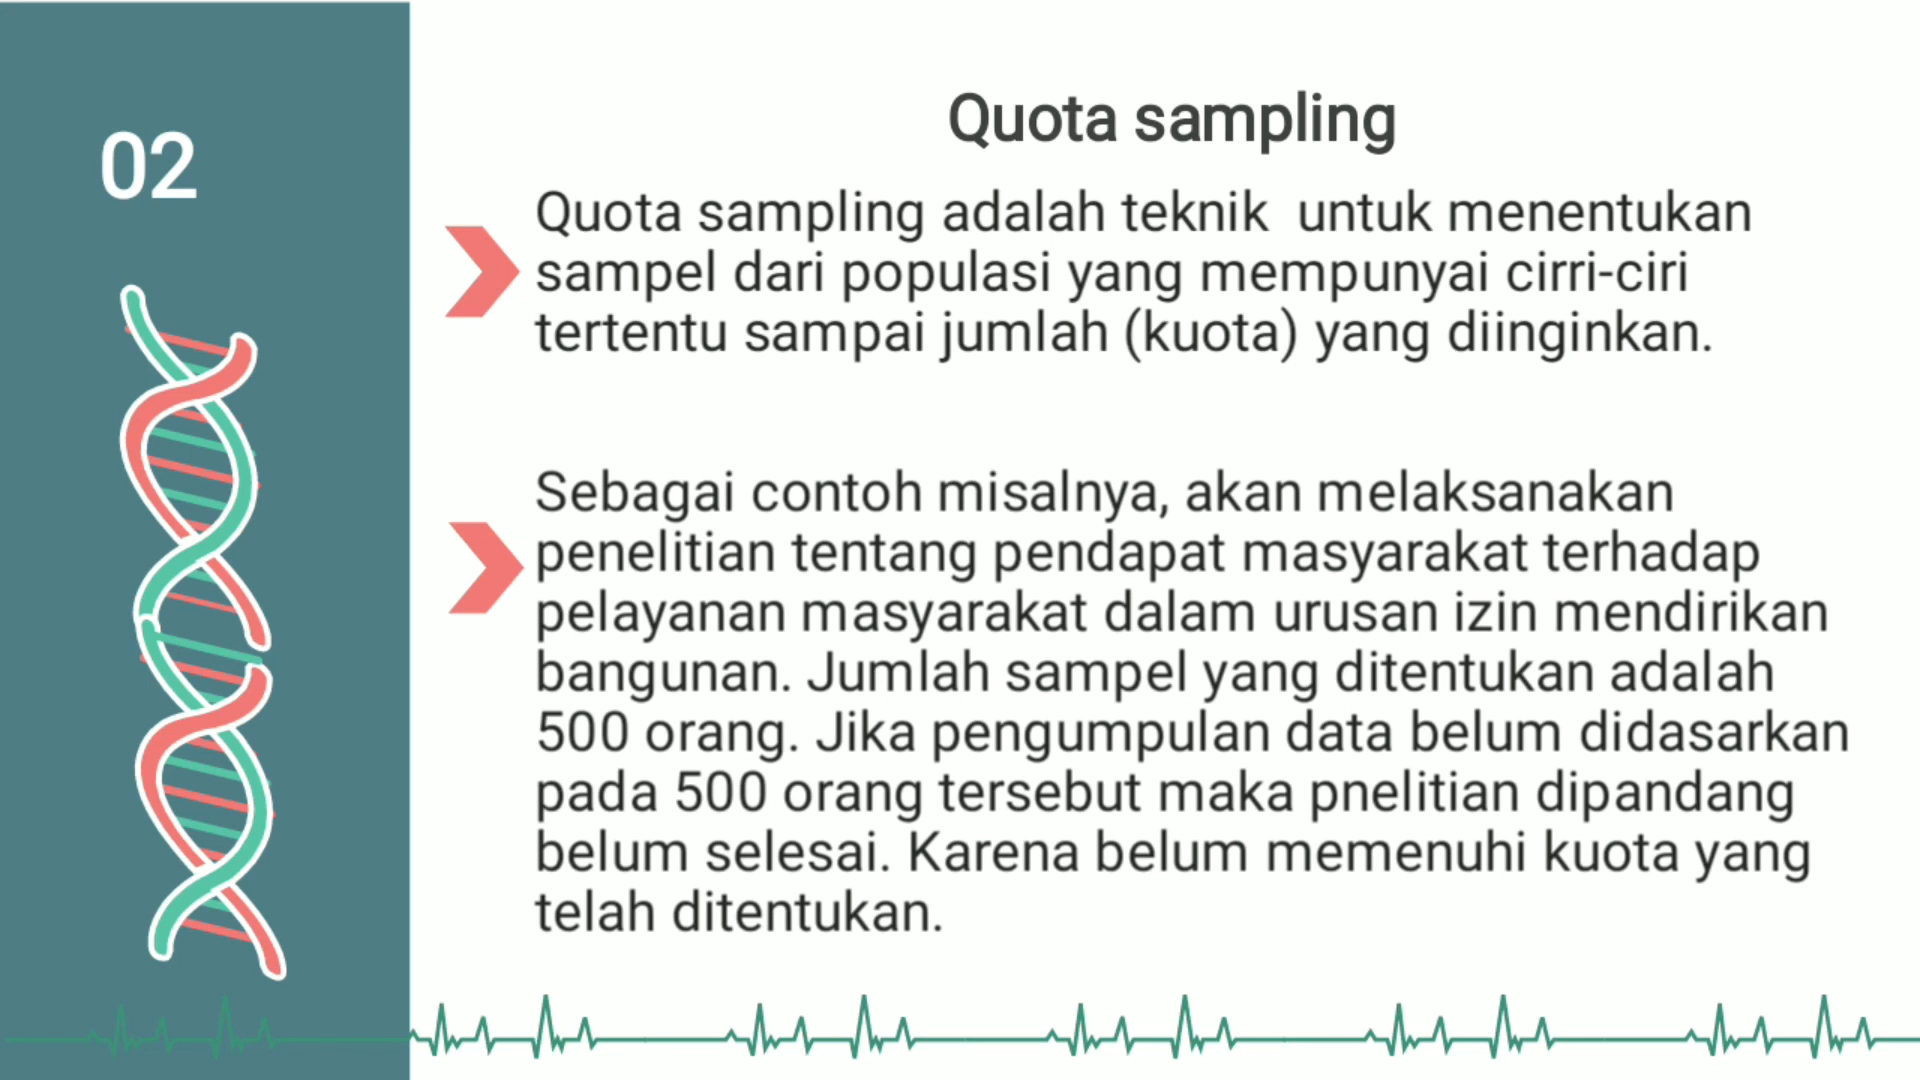 02
Quota sampling
Quota sampling adalah teknik untuk menentukan
sampel dari populasi yang mempunyai cirri-ciri
tertentu sampai jumlah (kuota) yang diinginkan.
Sebagai contoh misalnya, akan melaksanakan
penelitian tentang pendapat masyarakat terhadap
pelayanan masyarakat dalam urusan izin mendirikan
bangunan. Jumlah sampel yang ditentukan adalah
500 orang. Jika pengumpulan data belum didasarkan
pada 500 orang tersebut maka pnelitian dipandang
belum selesai. Karena belum memenuhi kuota yang
telah ditentukan.